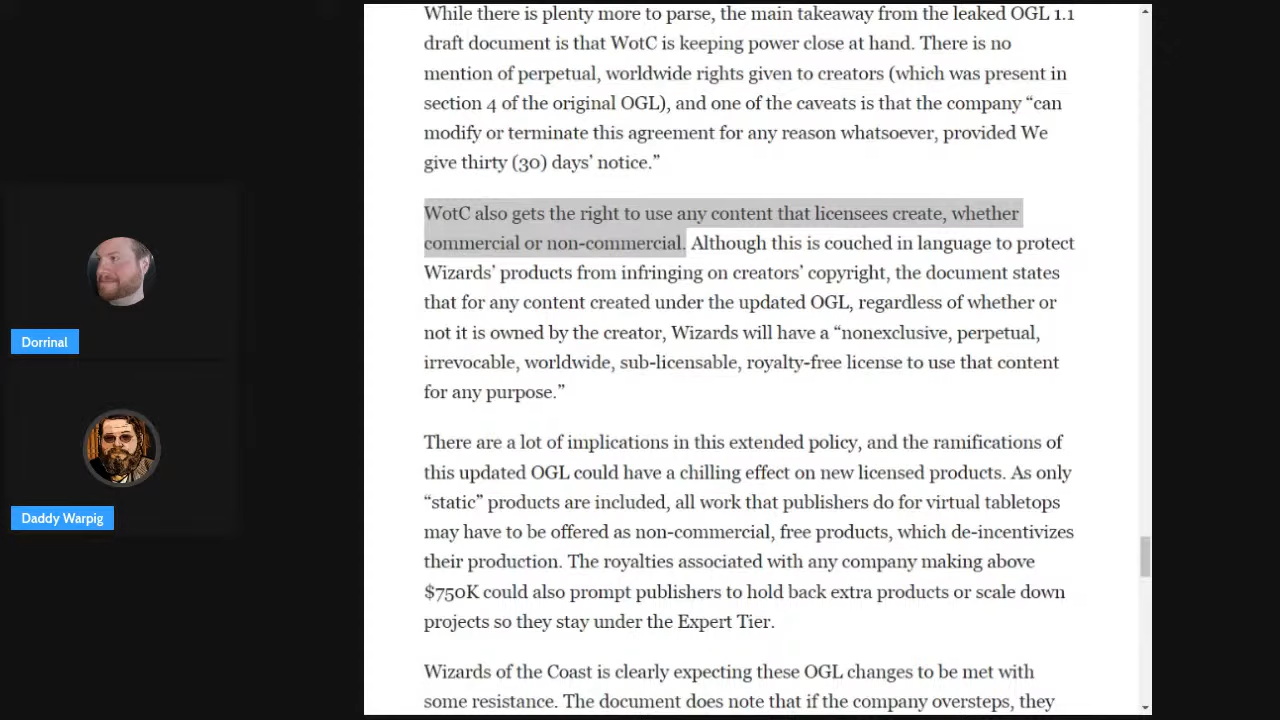 While there is plenty more to parse, the main takeaway from the leaked OGL 1.1
draft document is that WotC is keeping power close at hand. There is no
mention of perpetual, worldwide rights given to creators (which was present in
section 4 of the original OGL), and one of the caveats is that the company “can
modify or terminate this agreement for any reason whatsoever, provided We
give thirty (30) days’ notice.”
WotC also gets the right to use any content that licensees create, whether
commercial or non-commercial. Although this is couched in language to protect
Wizards’ products from infringing on creators’ copyright, the document states
that for any content created under the updated OGL, regardless of whether or
not it is owned by the creator, Wizards will have a “nonexclusive, perpetual,
irrevocable, worldwide, sub-licensable, royalty-free license to use that content
for any purpose.”
There are a lot of implications in this extended policy, and the ramifications of
this updated OGL could have a chilling effect on new licensed products. As only
“static” products are included, all work that publishers do for virtual tabletops
may have to be offered as non-commercial, free products, which de-incentivizes
their production. The royalties associated with any company making above
$750K could also prompt publishers to hold back extra products or scale down
projects so they stay under the Expert Tier.
Wizards of the Coast is clearly expecting these OGL changes to be met with
some resistance. The document does note that if the company oversteps, they
Dorrinal
Daddy Warpig